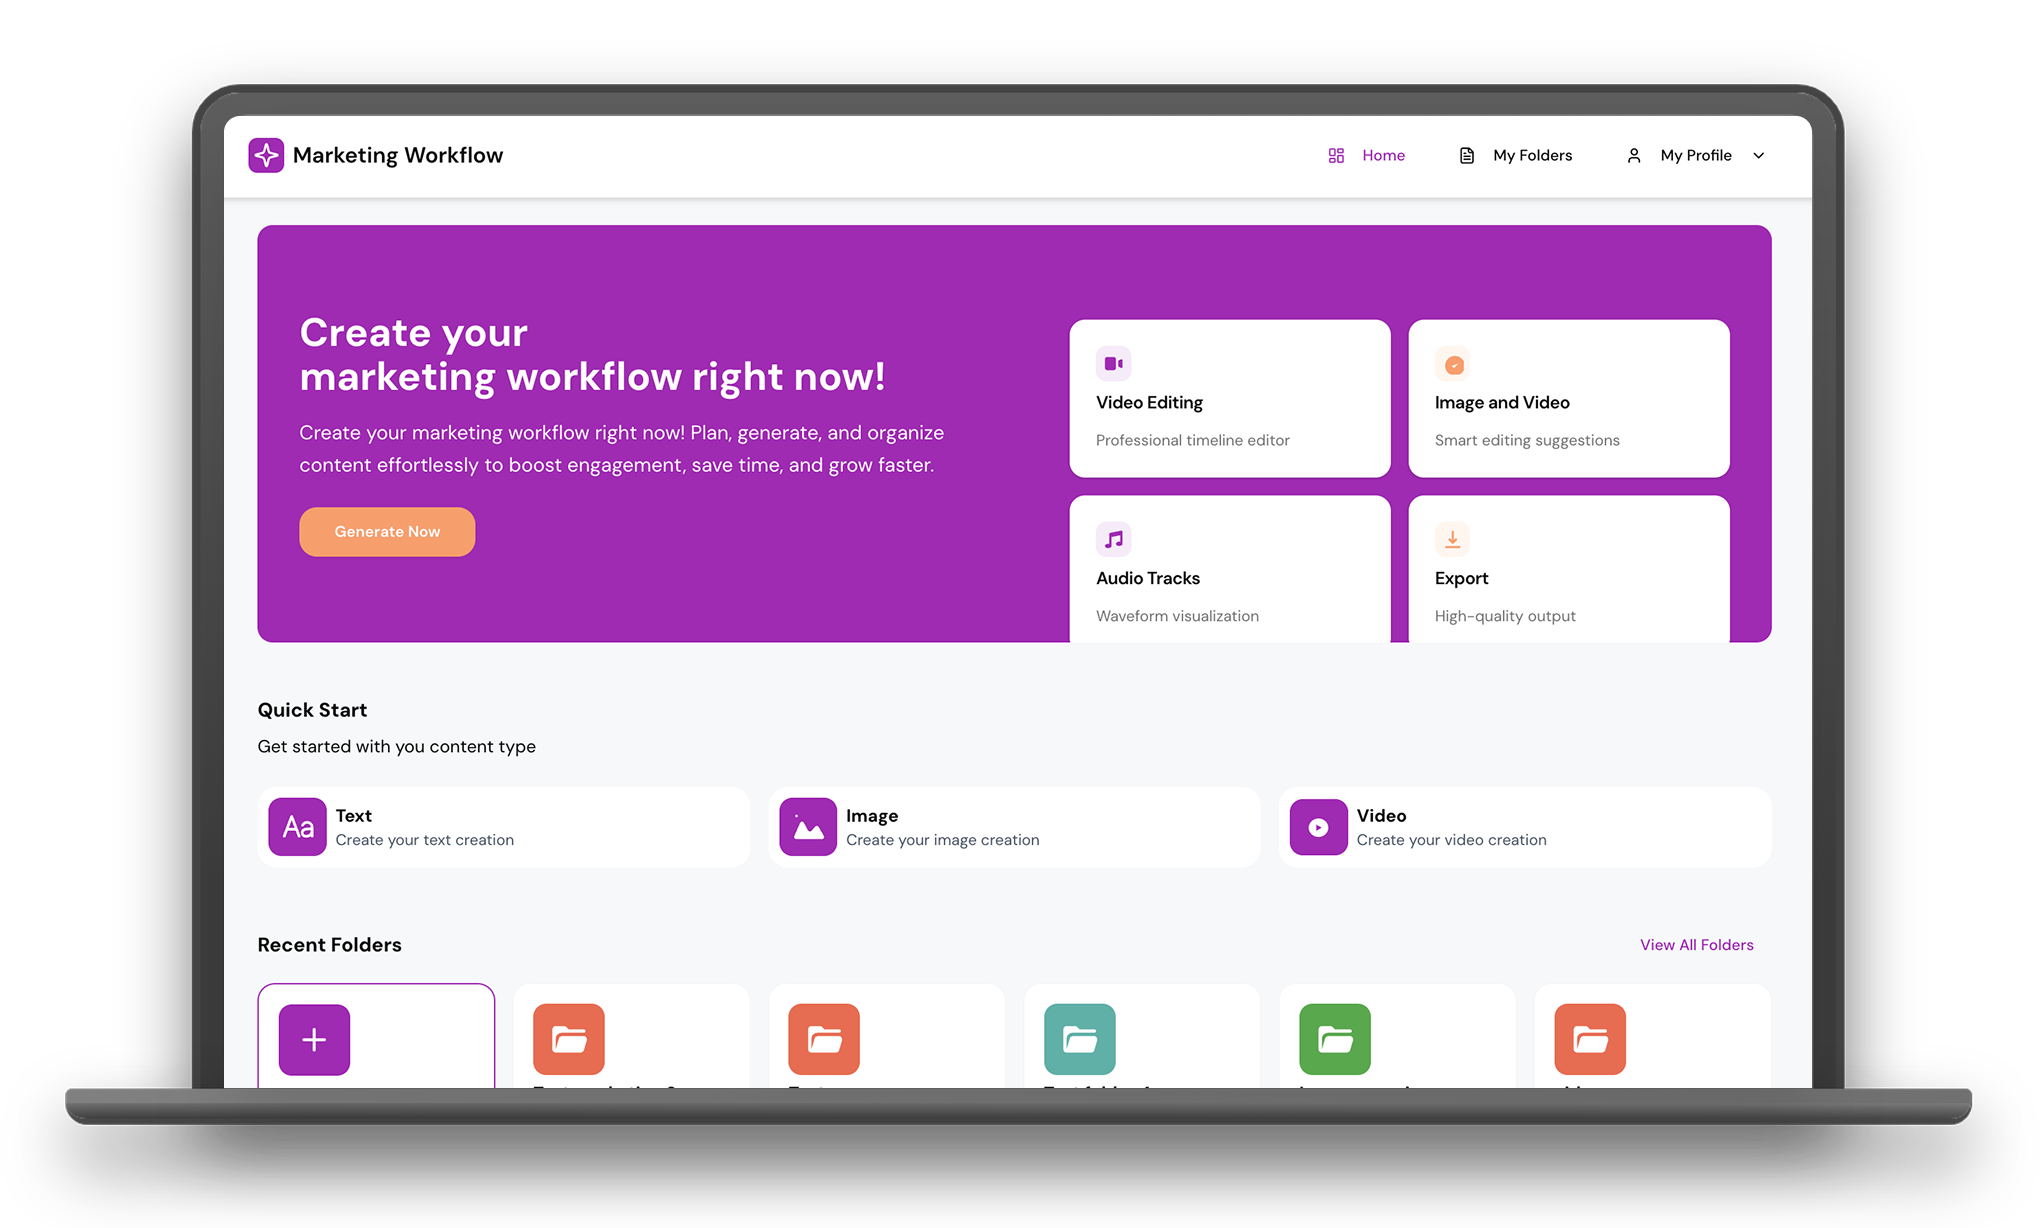 Marketing Workflow
Home
My Folders
My Profile
Create your
marketing workflow right now!
Create your marketing workflow right now! Plan, generate, and organize
content effortlessly to boost engagement, save time, and grow faster.
Generate Now
Video Editing
Professional timeline editor
Image and Video
Smart editing suggestions
Audio Tracks
Waveform visualization
Export
High-quality output
Quick Start
Get started with you content type
Aa
Text
Create your text creation
Image
Create your image creation
Video
Create your video creation
Recent Folders
View All Folders